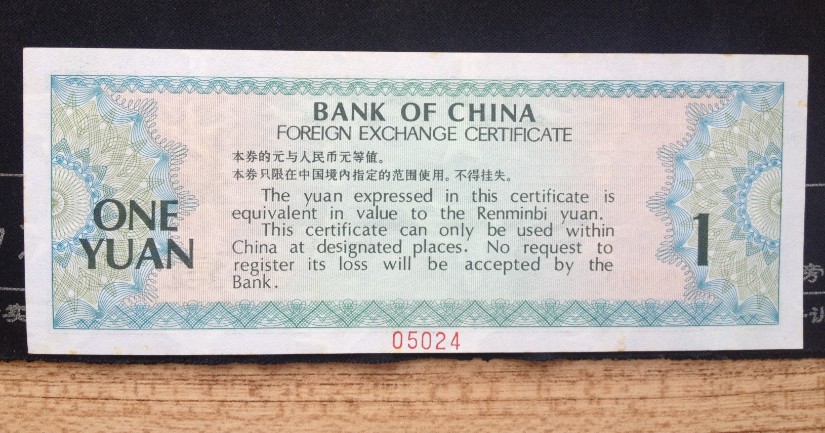 BANK OF CHINA
FOREIGN EXCHANGE CERTIFICATE
本券的元与人民币元等值。
本券只限在中国境内指定的范围使用。不得挂失。
The yuan expressed in this certificate is
equivalent in value to the Renminbi yuan.
This certificate can only be used within
China at designated places. No request to
register its loss will be accepted by the
Bank.
ONE
YUAN
1
05024